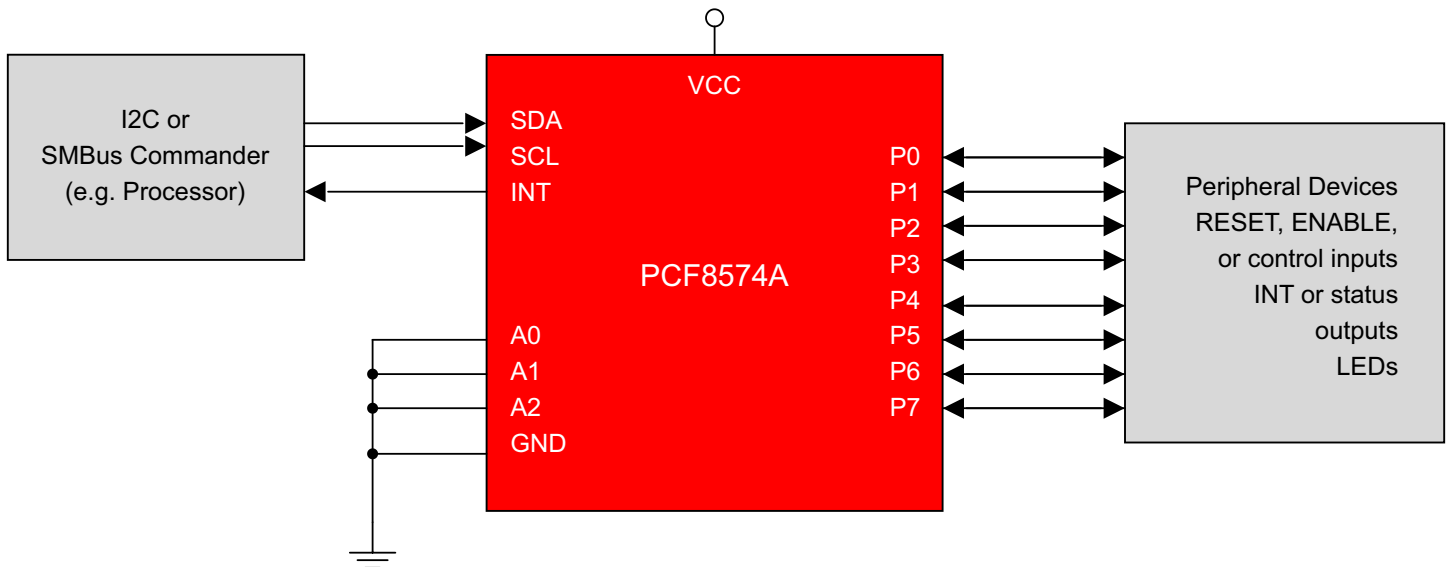 I2C or
SMBus Commander
(e.g. Processor)
VCC
SDA
SCL
INT
PCF8574A
A0
A1
A2
GND
P0
P1
P2
P3
P4
P5
P6
P7
Peripheral Devices
RESET, ENABLE,
or control inputs
INT or status
outputs
LEDs